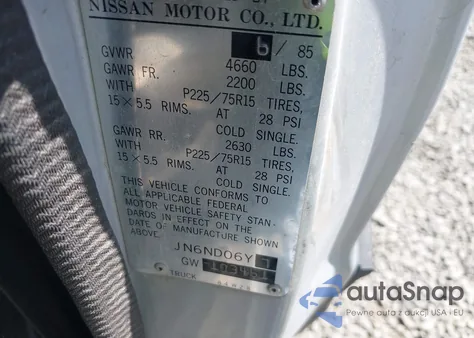 NISSAN MOTOR CO., LTD.
6 / 85
GVWR 4660 LBS.
GAWR FR. 2200 LBS.
WITH P225/75R15 TIRES,
15 × 5.5 RIMS. AT 28 PSI
COLD SINGLE.
GAWR RR. 2630 LBS.
WITH P225/75R15 TIRES,
15 × 5.5 RIMS. AT 28 PSI
COLD SINGLE.
THIS VEHICLE CONFORMS TO
ALL APPLICABLE FEDERAL
MOTOR VEHICLE SAFETY STAN-
DARDS IN EFFECT ON THE
DATE OF MANUFACTURE SHOWN
ABOVE.
JN6ND06Y
GW
TRUCK
autoSnap
Pewne auta z aukcji USA i EU